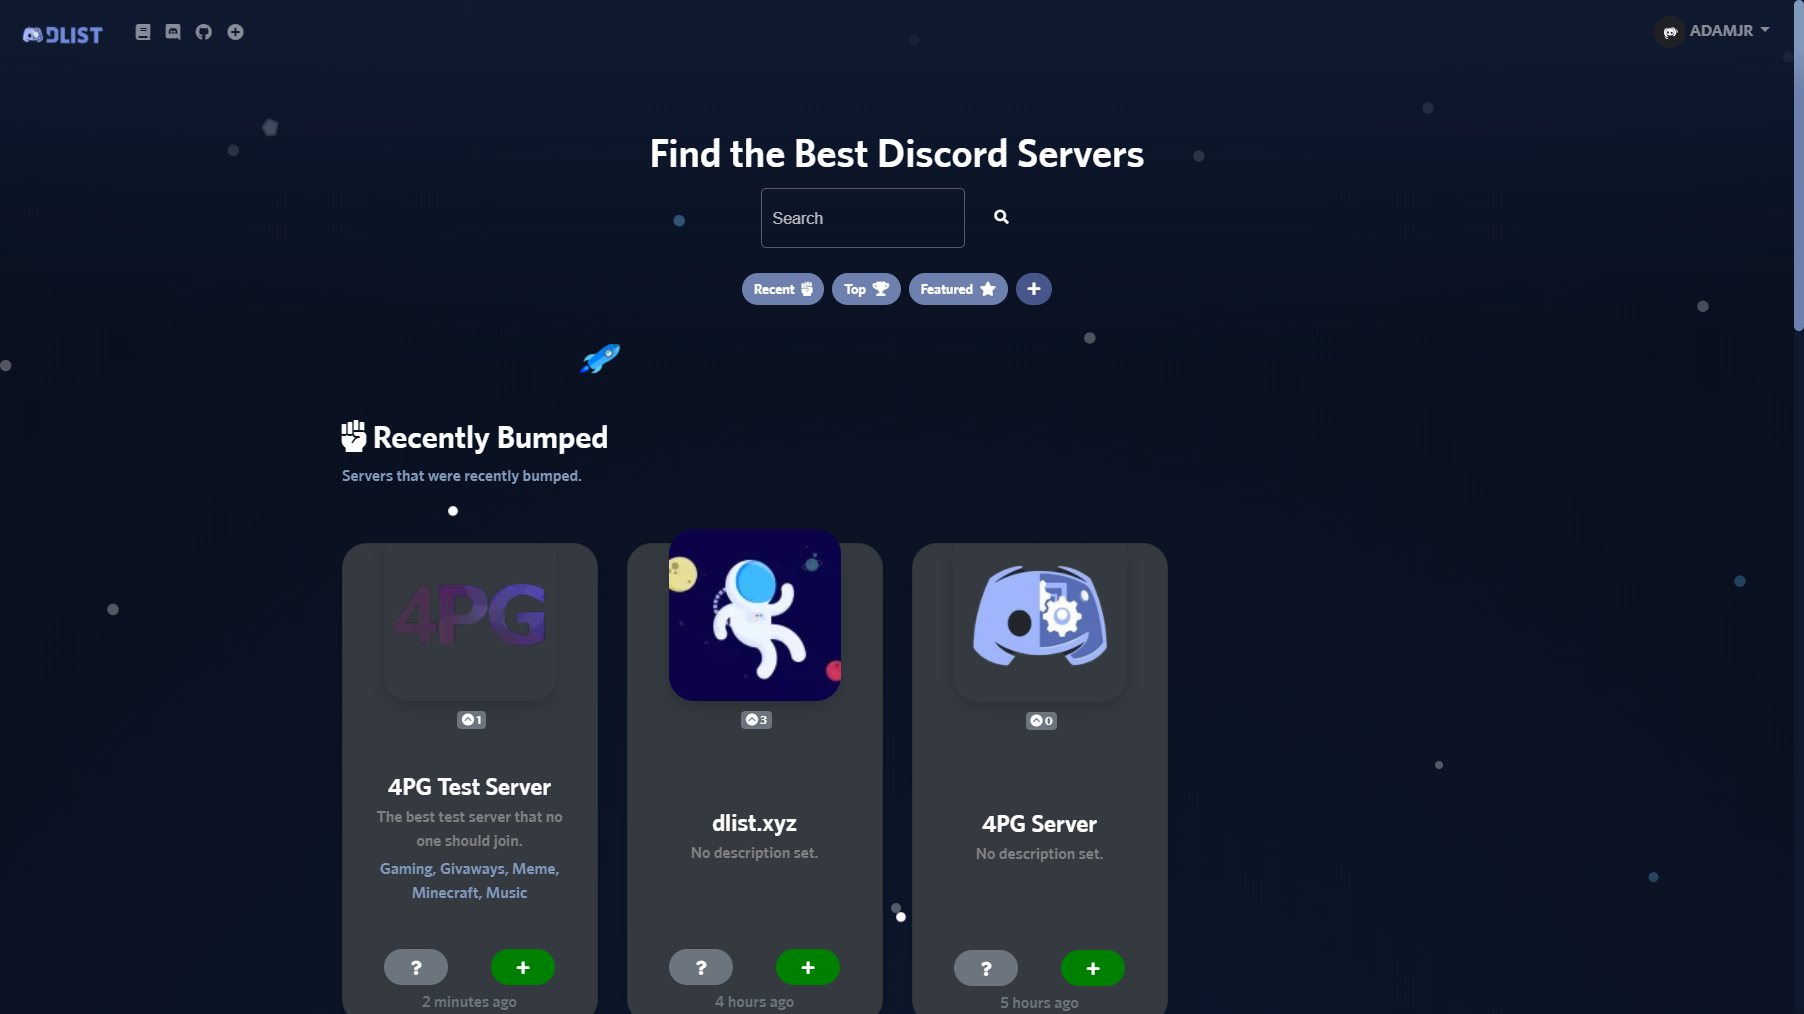 DLIST
ADAMJR
Find the Best Discord Servers
Search
Recent
Top
Featured
Recently Bumped
Servers that were recently bumped.
4PG
1
3
0
4PG Test Server
The best test server that no
one should join.
Gaming, Givaways, Meme,
Minecraft, Music
dlist.xyz
No description set.
4PG Server
No description set.
? +
? +
? +
2 minutes ago
4 hours ago
5 hours ago